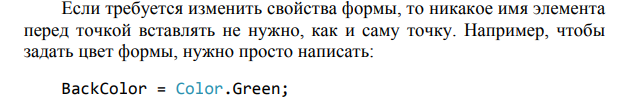 Если требуется изменить свойства формы, то никакое имя элемента
перед точкой вставлять не нужно, как и саму точку. Например, чтобы
задать цвет формы, нужно просто написать:
BackColor = Color.Green;